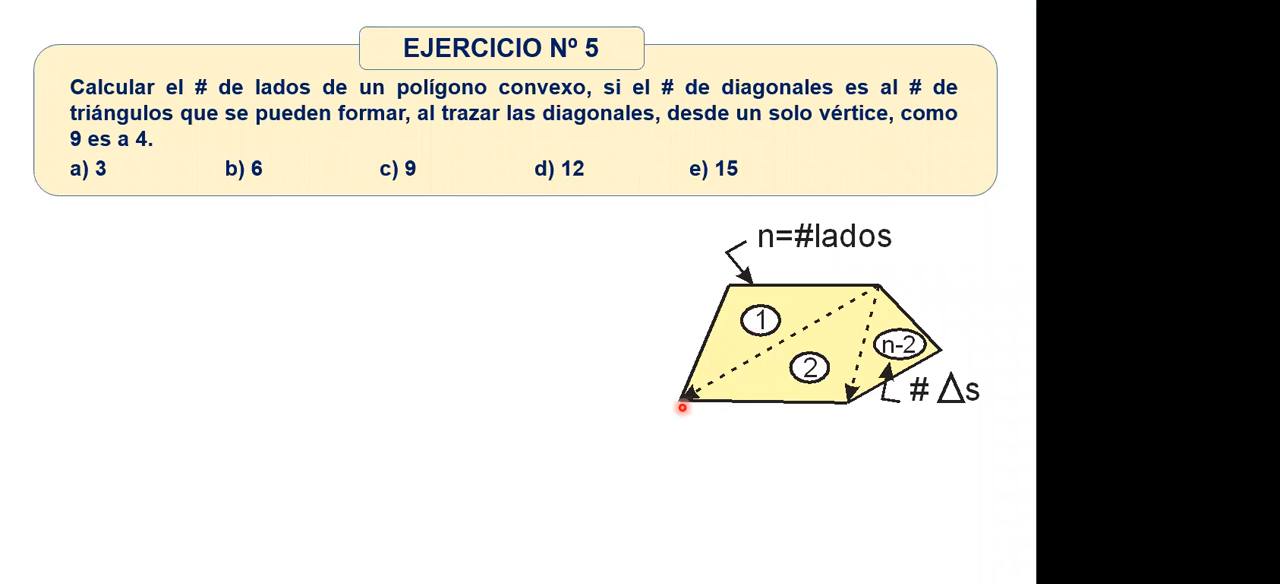 EJERCICIO Nº 5
Calcular el # de lados de un polígono convexo, si el # de diagonales es al # de
triángulos que se pueden formar, al trazar las diagonales, desde un solo vértice, como
9 es a 4.
a) 3 b) 6 c) 9 d) 12 e) 15
n=#lados
1
n-2
2
# Δs